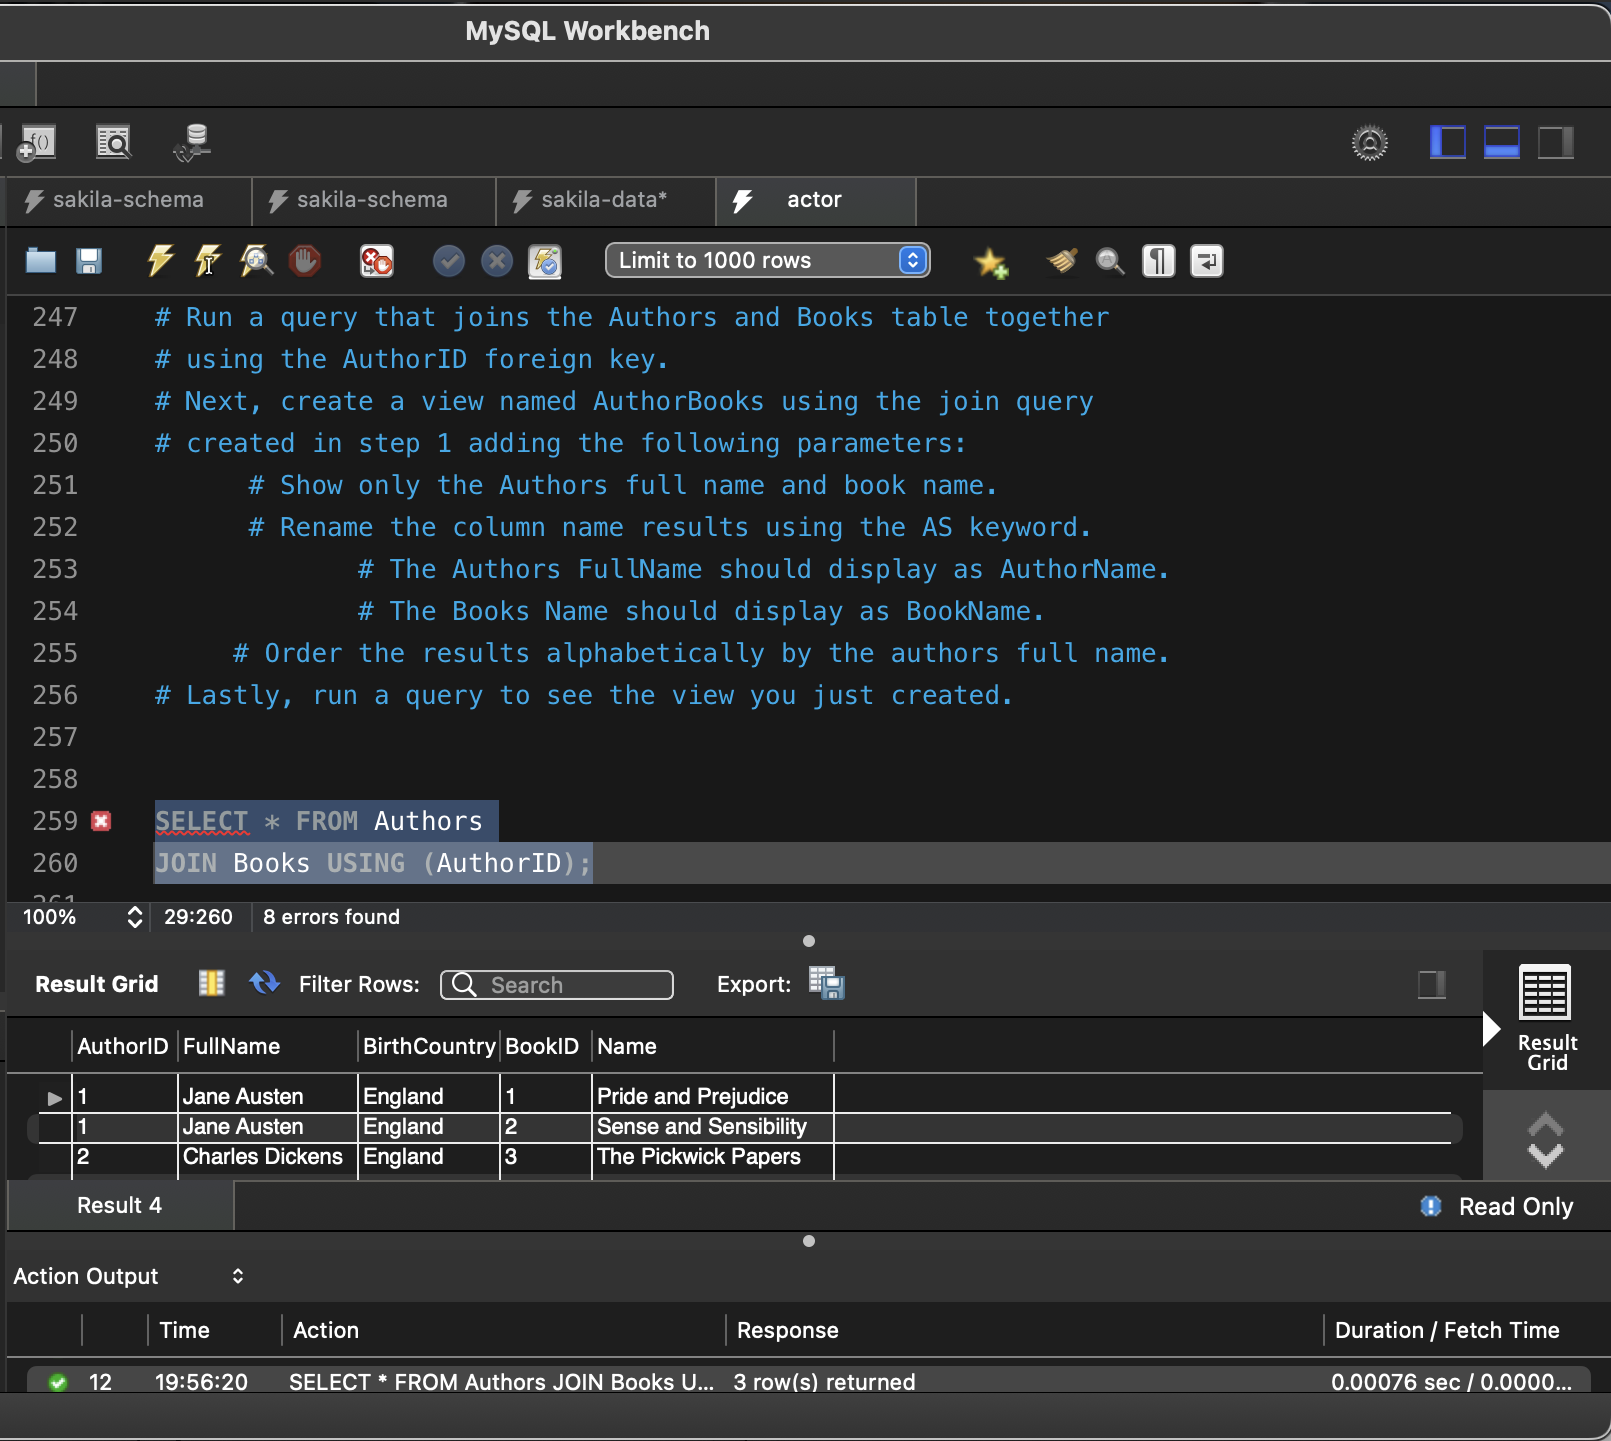 MySQL Workbench
sakila-schema sakila-schema sakila-data* actor
Limit to 1000 rows
247 # Run a query that joins the Authors and Books table together
248 # using the AuthorID foreign key.
249 # Next, create a view named AuthorBooks using the join query
250 # created in step 1 adding the following parameters:
251 # Show only the Authors full name and book name.
252 # Rename the column name results using the AS keyword.
253 # The Authors FullName should display as AuthorName.
254 # The Books Name should display as BookName.
255 # Order the results alphabetically by the authors full name.
256 # Lastly, run a query to see the view you just created.
257
258
259 SELECT * FROM Authors
260 JOIN Books USING (AuthorID);
261
100% 29:260 8 errors found
Result Grid Filter Rows: Search Export:
Result
Grid
AuthorID FullName BirthCountry BookID Name
1 Jane Austen England 1 Pride and Prejudice
1 Jane Austen England 2 Sense and Sensibility
2 Charles Dickens England 3 The Pickwick Papers
Result 4 Read Only
Action Output
Time Action Response Duration / Fetch Time
12 19:56:20 SELECT * FROM Authors JOIN Books U... 3 row(s) returned 0.00076 sec / 0.0000...